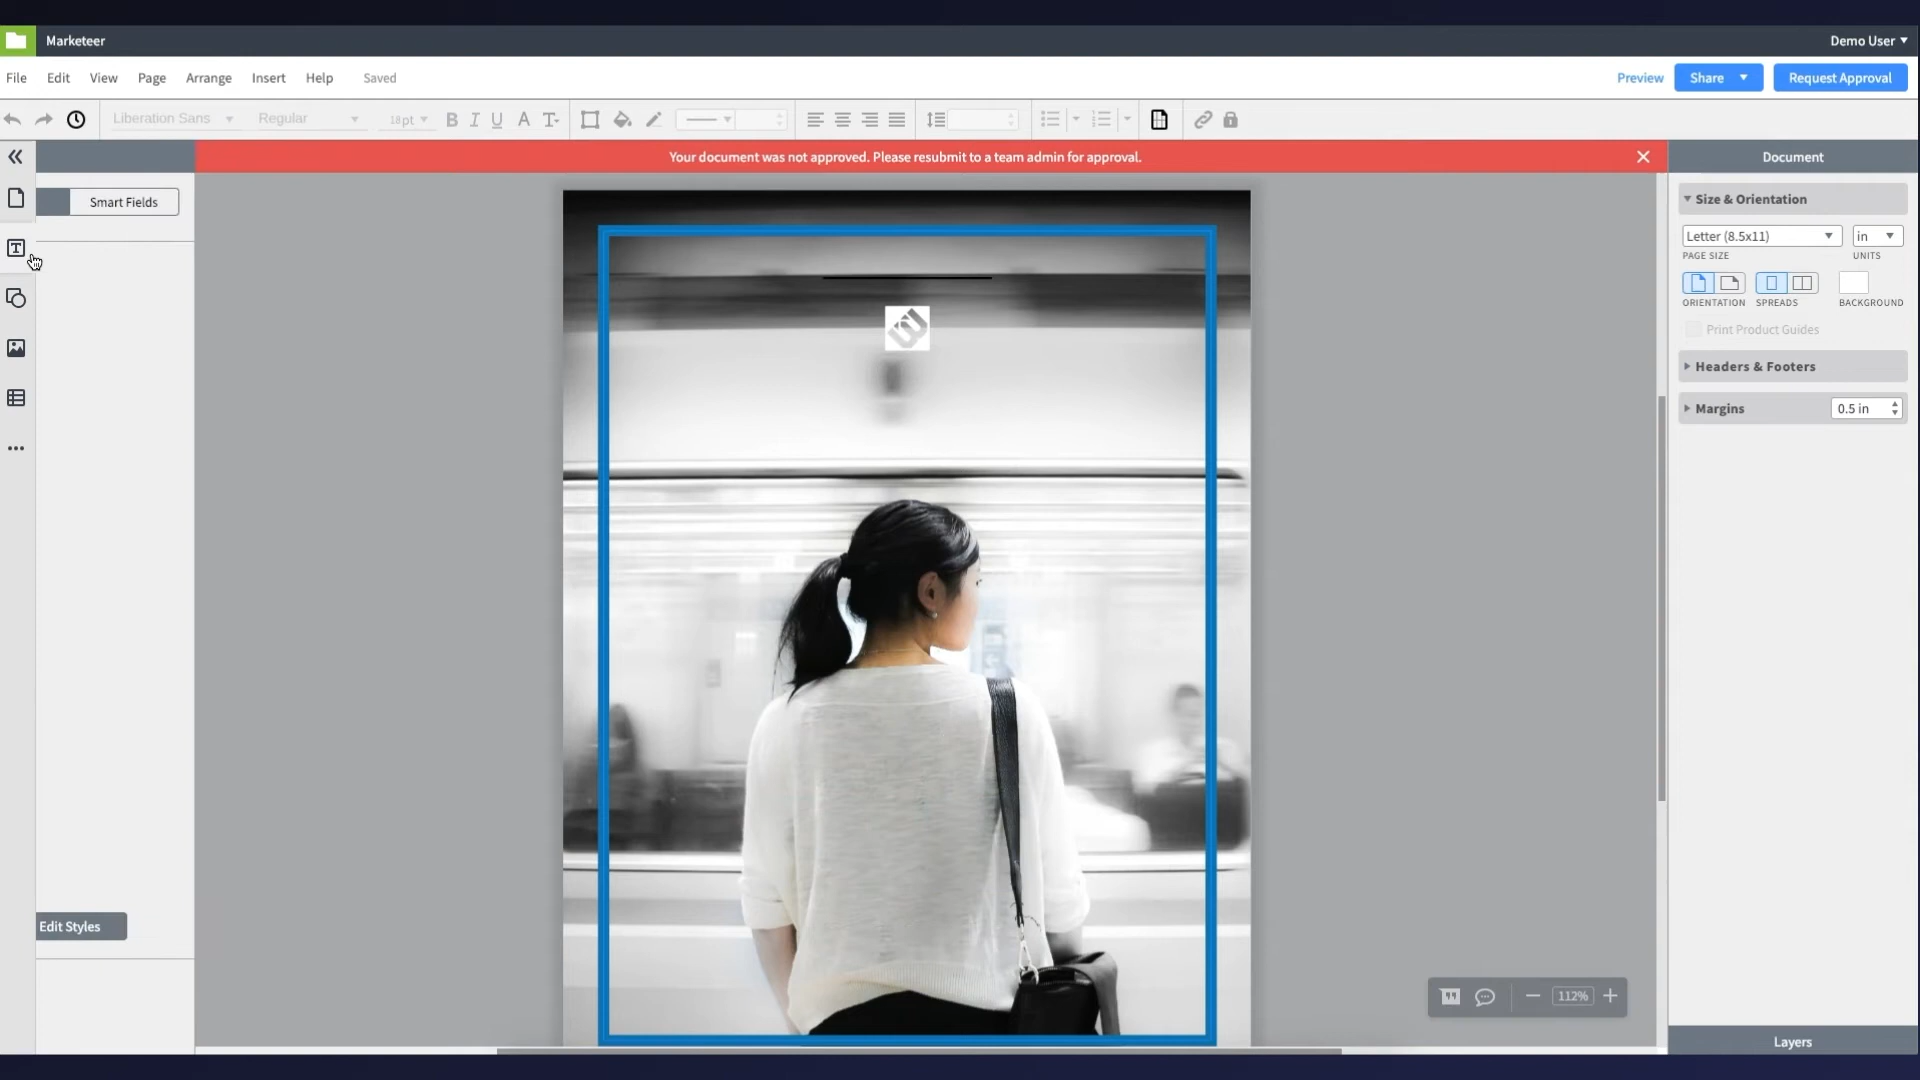 Marketeer
Demo User
File Edit View Page Arrange Insert Help Saved
Preview Share Request Approval
Liberation Sans Regular 18pt B I U A T
Your document was not approved. Please resubmit to a team admin for approval.
Document
Smart Fields
Size & Orientation
Letter (8.5x11) in
PAGE SIZE UNITS
ORIENTATION SPREADS BACKGROUND
Print Product Guides
Headers & Footers
Margins 0.5 in
Edit Styles
112%
Layers